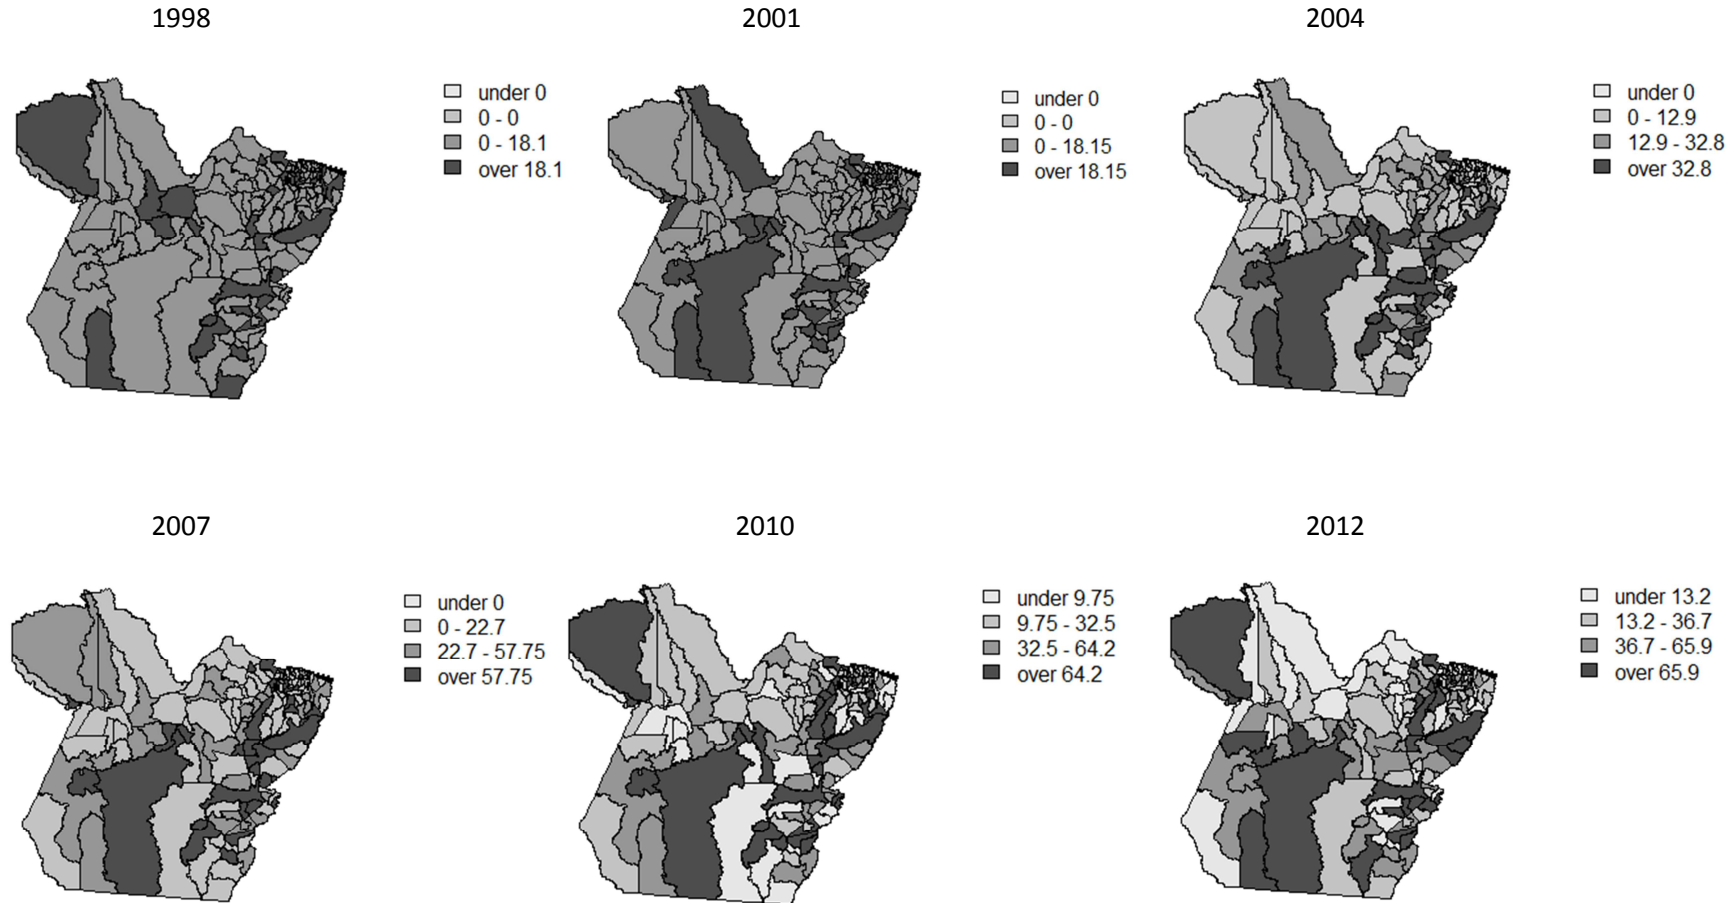 1998
under 0
0 - 0
0 - 18.1
over 18.1
2001
under 0
0 - 0
0 - 18.15
over 18.15
2004
under 0
0 - 12.9
12.9 - 32.8
over 32.8
2007
under 0
0 - 22.7
22.7 - 57.75
over 57.75
2010
under 9.75
9.75 - 32.5
32.5 - 64.2
over 64.2
2012
under 13.2
13.2 - 36.7
36.7 - 65.9
over 65.9